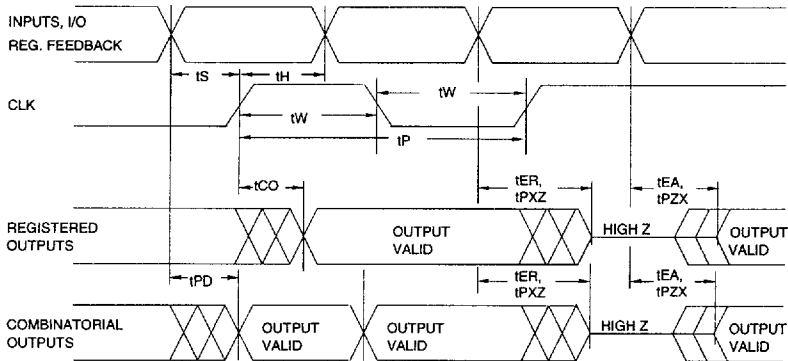 INPUTS, I/O
REG. FEEDBACK
tS
tH
CLK
tW
tW
tP
tCO
tER,
tPXZ
tEA,
tPZX
REGISTERED
OUTPUTS
OUTPUT
VALID
HIGH Z
OUTPUT
VALID
tPD
tER,
tPXZ
tEA,
tPZX
COMBINATORIAL
OUTPUTS
OUTPUT
VALID
OUTPUT
VALID
HIGH Z
OUTPUT
VALID